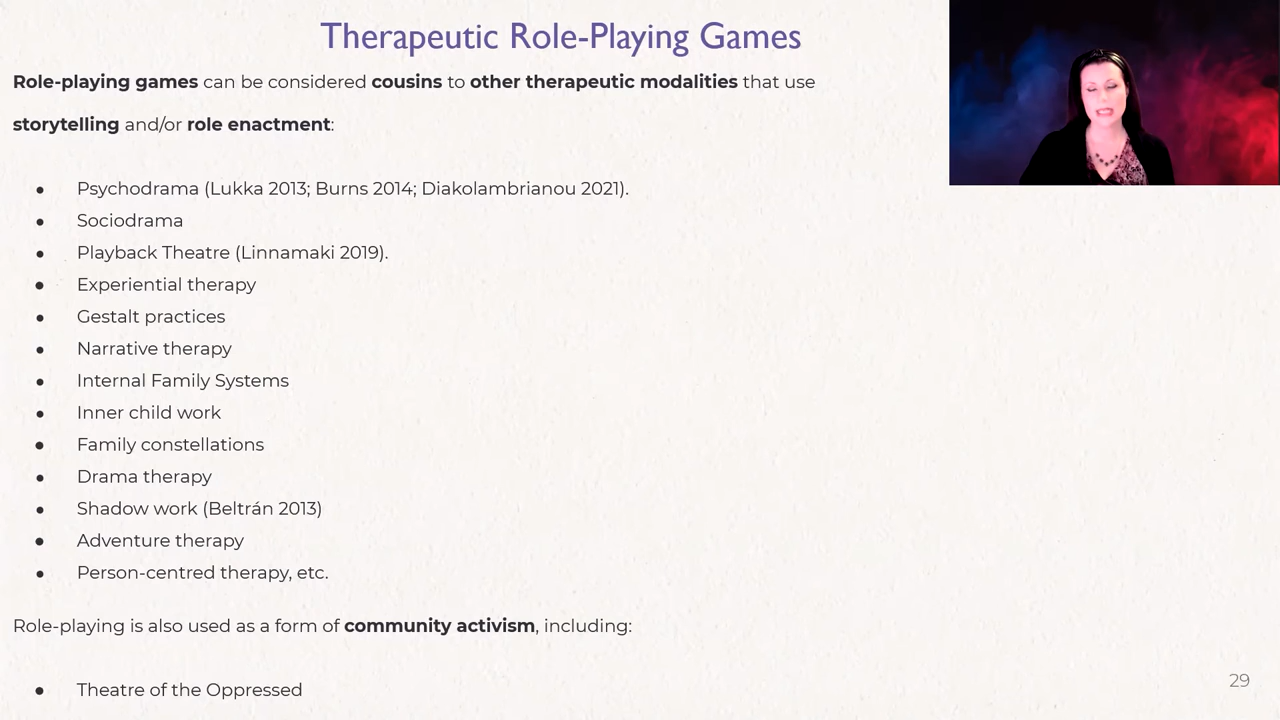 Therapeutic Role-Playing Games
Role-playing games can be considered cousins to other therapeutic modalities that use
storytelling and/or role enactment:
● Psychodrama (Lukka 2013; Burns 2014; Diakolambrianou 2021).
● Sociodrama
● Playback Theatre (Linnamaki 2019).
● Experiential therapy
● Gestalt practices
● Narrative therapy
● Internal Family Systems
● Inner child work
● Family constellations
● Drama therapy
● Shadow work (Beltrán 2013)
● Adventure therapy
● Person-centred therapy, etc.
Role-playing is also used as a form of community activism, including:
● Theatre of the Oppressed
29